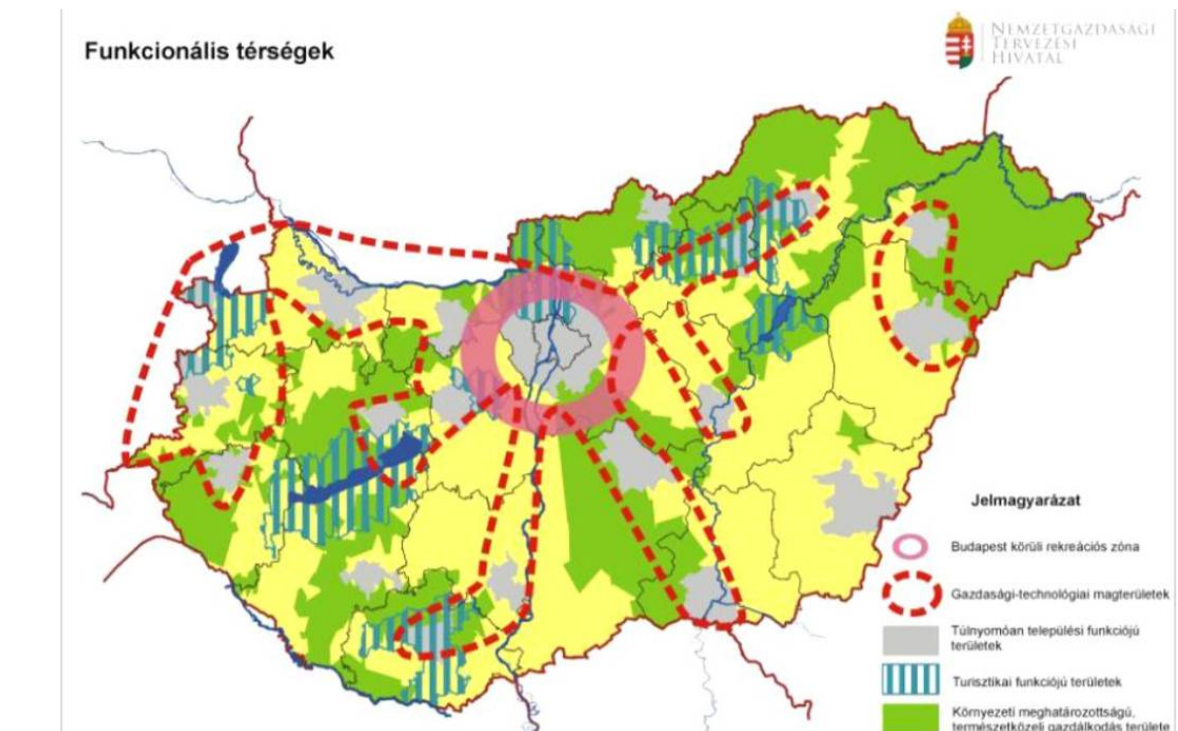 Funkcionális térségek
NEMZETGAZDASÁGI
TERVEZÉSI
HIVATAL
Jelmagyarázat
Budapest körüli rekreációs zóna
Gazdasági-technológiai magterületek
Túlnyomóan települési funkciójú
területek
Turisztikai funkciójú területek
Környezeti meghatározottságú,
természetközeli gazdálkodás területe